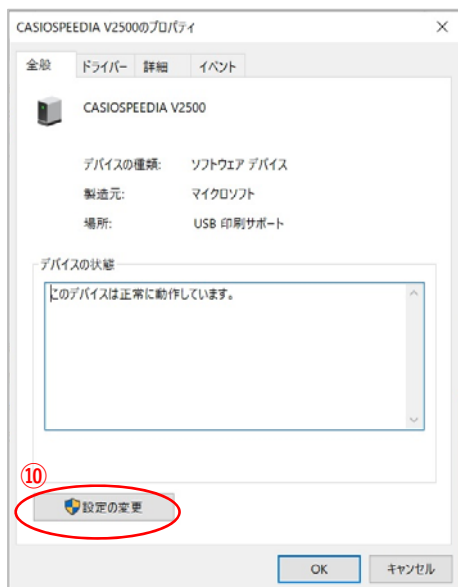 CASIOSPEEDIA V2500のプロパティ
全般 ドライバー 詳細 イベント
CASIOSPEEDIA V2500
デバイスの種類: ソフトウェア デバイス
製造元: マイクロソフト
場所: USB 印刷サポート
デバイスの状態
このデバイスは正常に動作しています。
⑩
設定の変更
OK キャンセル